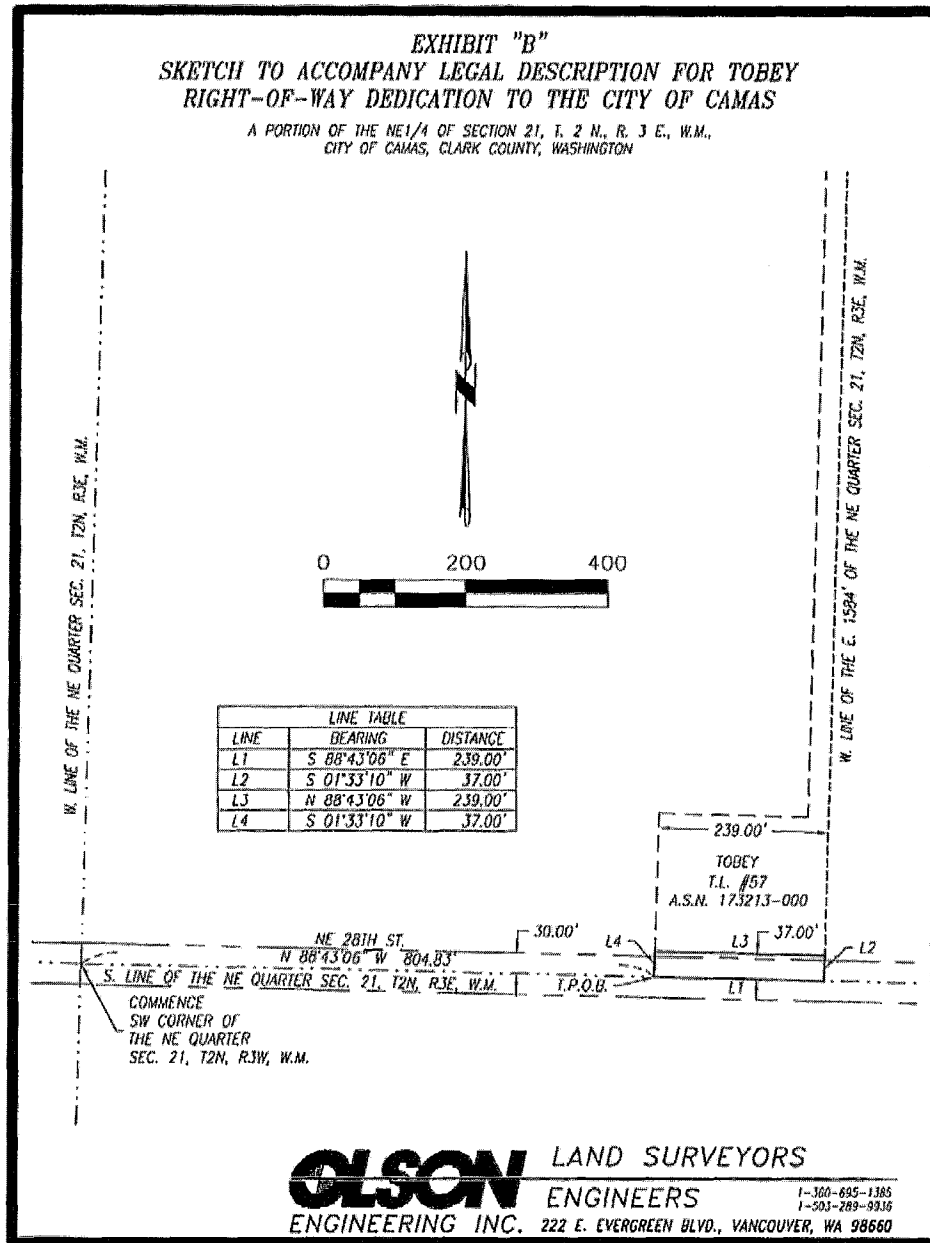 EXHIBIT "B"
SKETCH TO ACCOMPANY LEGAL DESCRIPTION FOR TOBEY
RIGHT-OF-WAY DEDICATION TO THE CITY OF CAMAS
A PORTION OF THE NE1/4 OF SECTION 21, T. 2 N., R. 3 E., W.M.,
CITY OF CAMAS, CLARK COUNTY, WASHINGTON
W. LINE OF THE NE QUARTER SEC. 21, T2N, R3E, W.M.
W. LINE OF THE E. 1584' OF THE NE QUARTER SEC. 21, T2N, R3E, W.M.
0 200 400
LINE TABLE
LINE BEARING DISTANCE
L1 S 88°43'06" E 239.00'
L2 S 01°33'10" W 37.00'
L3 N 88°43'06" W 239.00'
L4 S 01°33'10" W 37.00'
239.00'
TOBEY
T.L. #57
A.S.N. 173213-000
NE 28TH ST.
30.00'
L4
L3
37.00'
L2
N 88°43'06" W 804.83'
S. LINE OF THE NE QUARTER SEC. 21, T2N, R3E, W.M.
T.P.O.B.
L1
COMMENCE
SW CORNER OF
THE NE QUARTER
SEC. 21, T2N, R3W, W.M.
OLSON
ENGINEERING INC.
LAND SURVEYORS
ENGINEERS
1-360-695-1385
1-503-289-9936
222 E. EVERGREEN BLVD., VANCOUVER, WA 98660